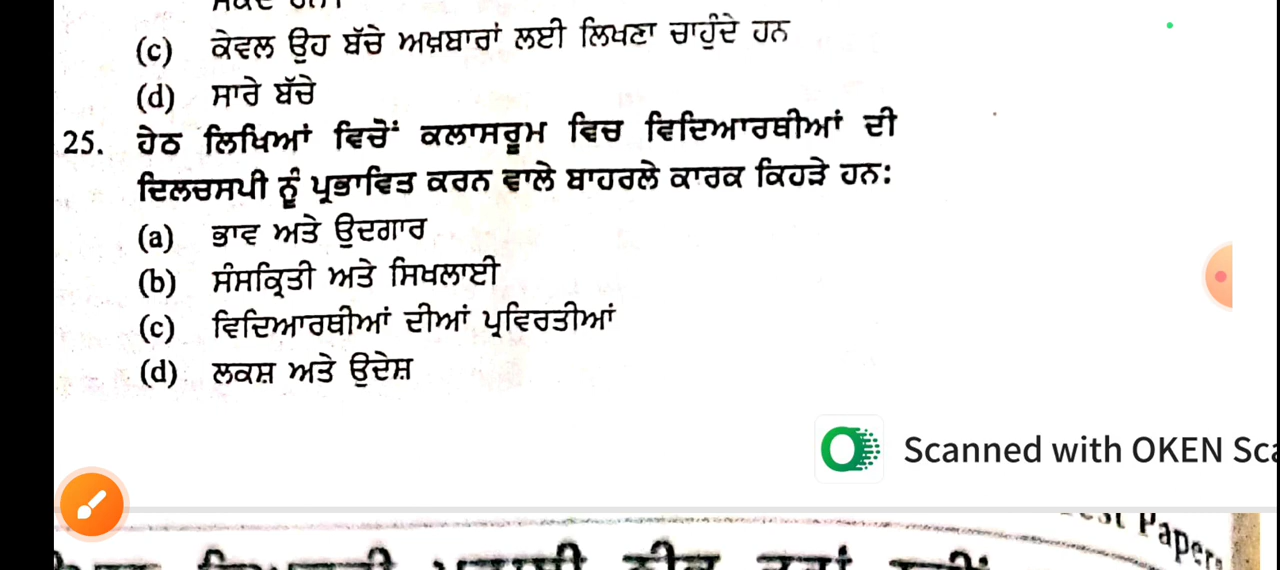 (c) ਕੇਵਲ ਉਹ ਬੱਚੇ ਅਖ਼ਬਾਰਾਂ ਲਈ ਲਿਖਣਾ ਚਾਹੁੰਦੇ ਹਨ
(d) ਸਾਰੇ ਬੱਚੇ
25. ਹੇਠ ਲਿਖਿਆਂ ਵਿਚੋਂ ਕਲਾਸਰੂਮ ਵਿਚ ਵਿਦਿਆਰਥੀਆਂ ਦੀ
ਦਿਲਚਸਪੀ ਨੂੰ ਪ੍ਰਭਾਵਿਤ ਕਰਨ ਵਾਲੇ ਬਾਹਰਲੇ ਕਾਰਕ ਕਿਹੜੇ ਹਨ:
(a) ਭਾਵ ਅਤੇ ਉਦਗਾਰ
(b) ਸੰਸਕ੍ਰਿਤੀ ਅਤੇ ਸਿਖਲਾਈ
(c) ਵਿਦਿਆਰਥੀਆਂ ਦੀਆਂ ਪ੍ਰਵਿਰਤੀਆਂ
(d) ਲਕਸ਼ ਅਤੇ ਉਦੇਸ਼
Scanned with OKEN
Papers